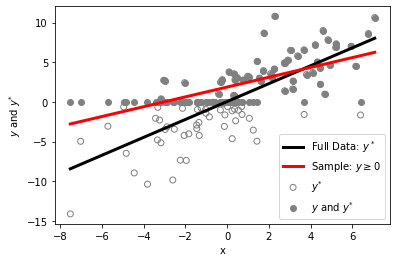 10
5
0
−5
−10
−15
y and y*
−8 −6 −4 −2 0 2 4 6
x
Full Data: y*
Sample: y ≥ 0
y*
y and y*